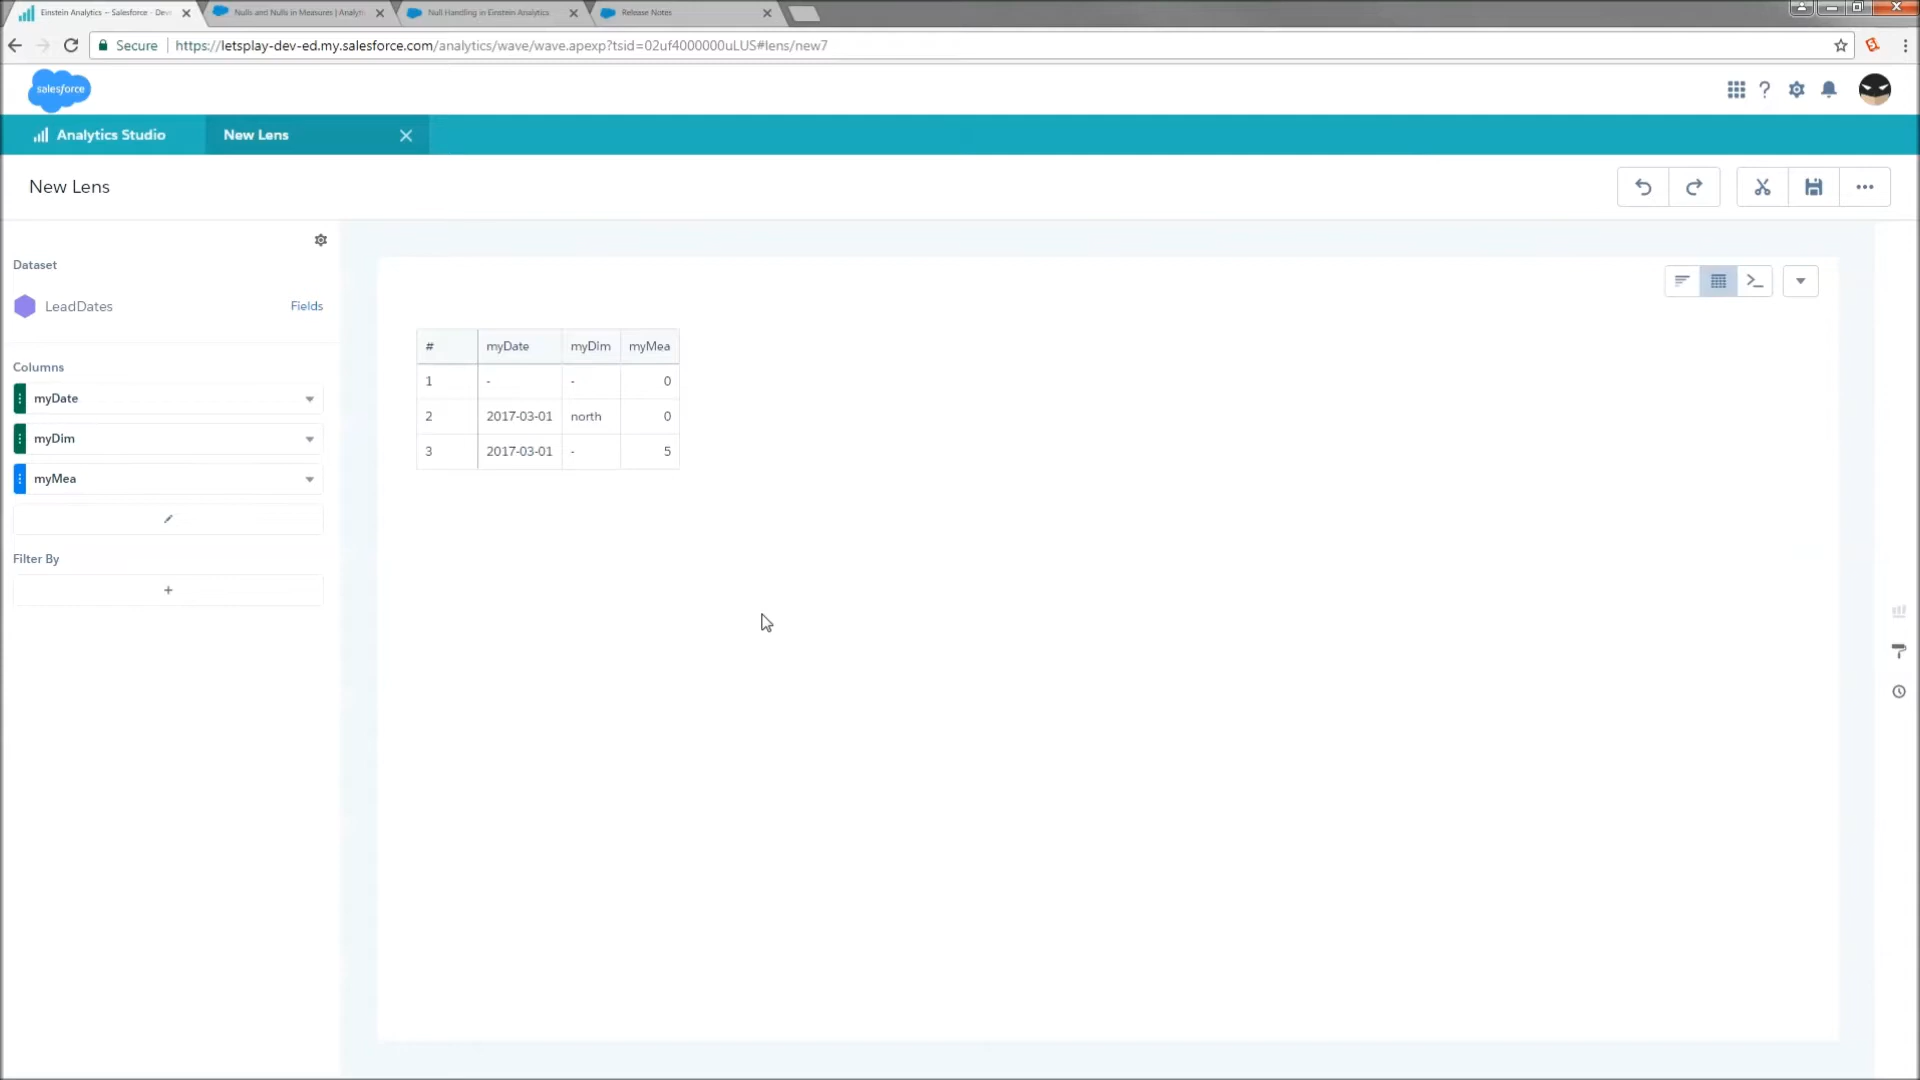 Einstein Analytics – Salesforce - Dev
Nulls and Nulls in Measures | Analyti
Null Handling in Einstein Analytics
Release Notes
Secure
https://letsplay-dev-ed.my.salesforce.com/analytics/wave/wave.apexp?tsid=02uf4000000uLUS#lens/new7
salesforce
?
Analytics Studio
New Lens
New Lens
Dataset
LeadDates
Fields
Columns
myDate
myDim
myMea
Filter By
+
# myDate myDim myMea
1 - - 0
2 2017-03-01 north 0
3 2017-03-01 - 5